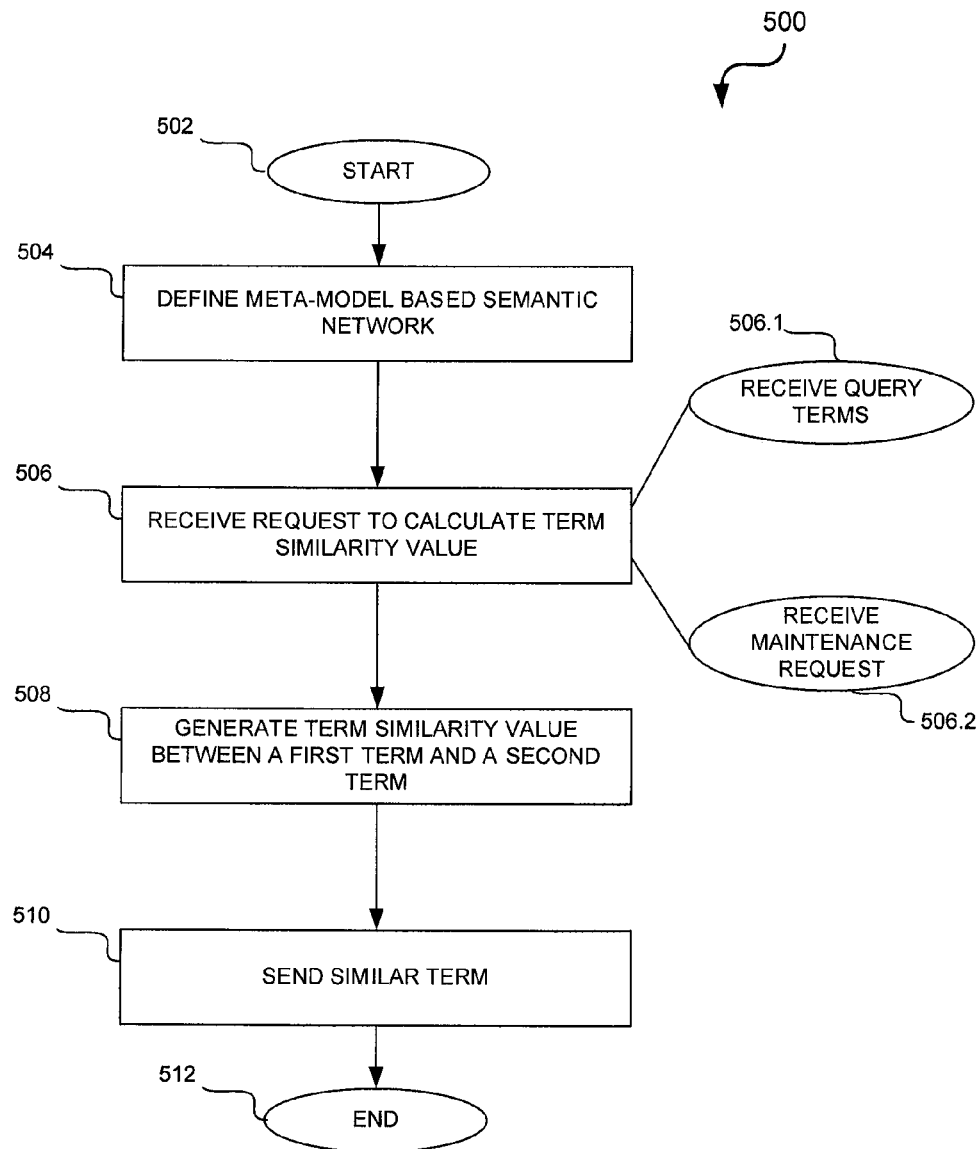 500
502
START
504
DEFINE META-MODEL BASED SEMANTIC
NETWORK
506.1
RECEIVE QUERY
TERMS
506
RECEIVE REQUEST TO CALCULATE TERM
SIMILARITY VALUE
RECEIVE
MAINTENANCE
REQUEST
506.2
508
GENERATE TERM SIMILARITY VALUE
BETWEEN A FIRST TERM AND A SECOND
TERM
510
SEND SIMILAR TERM
512
END